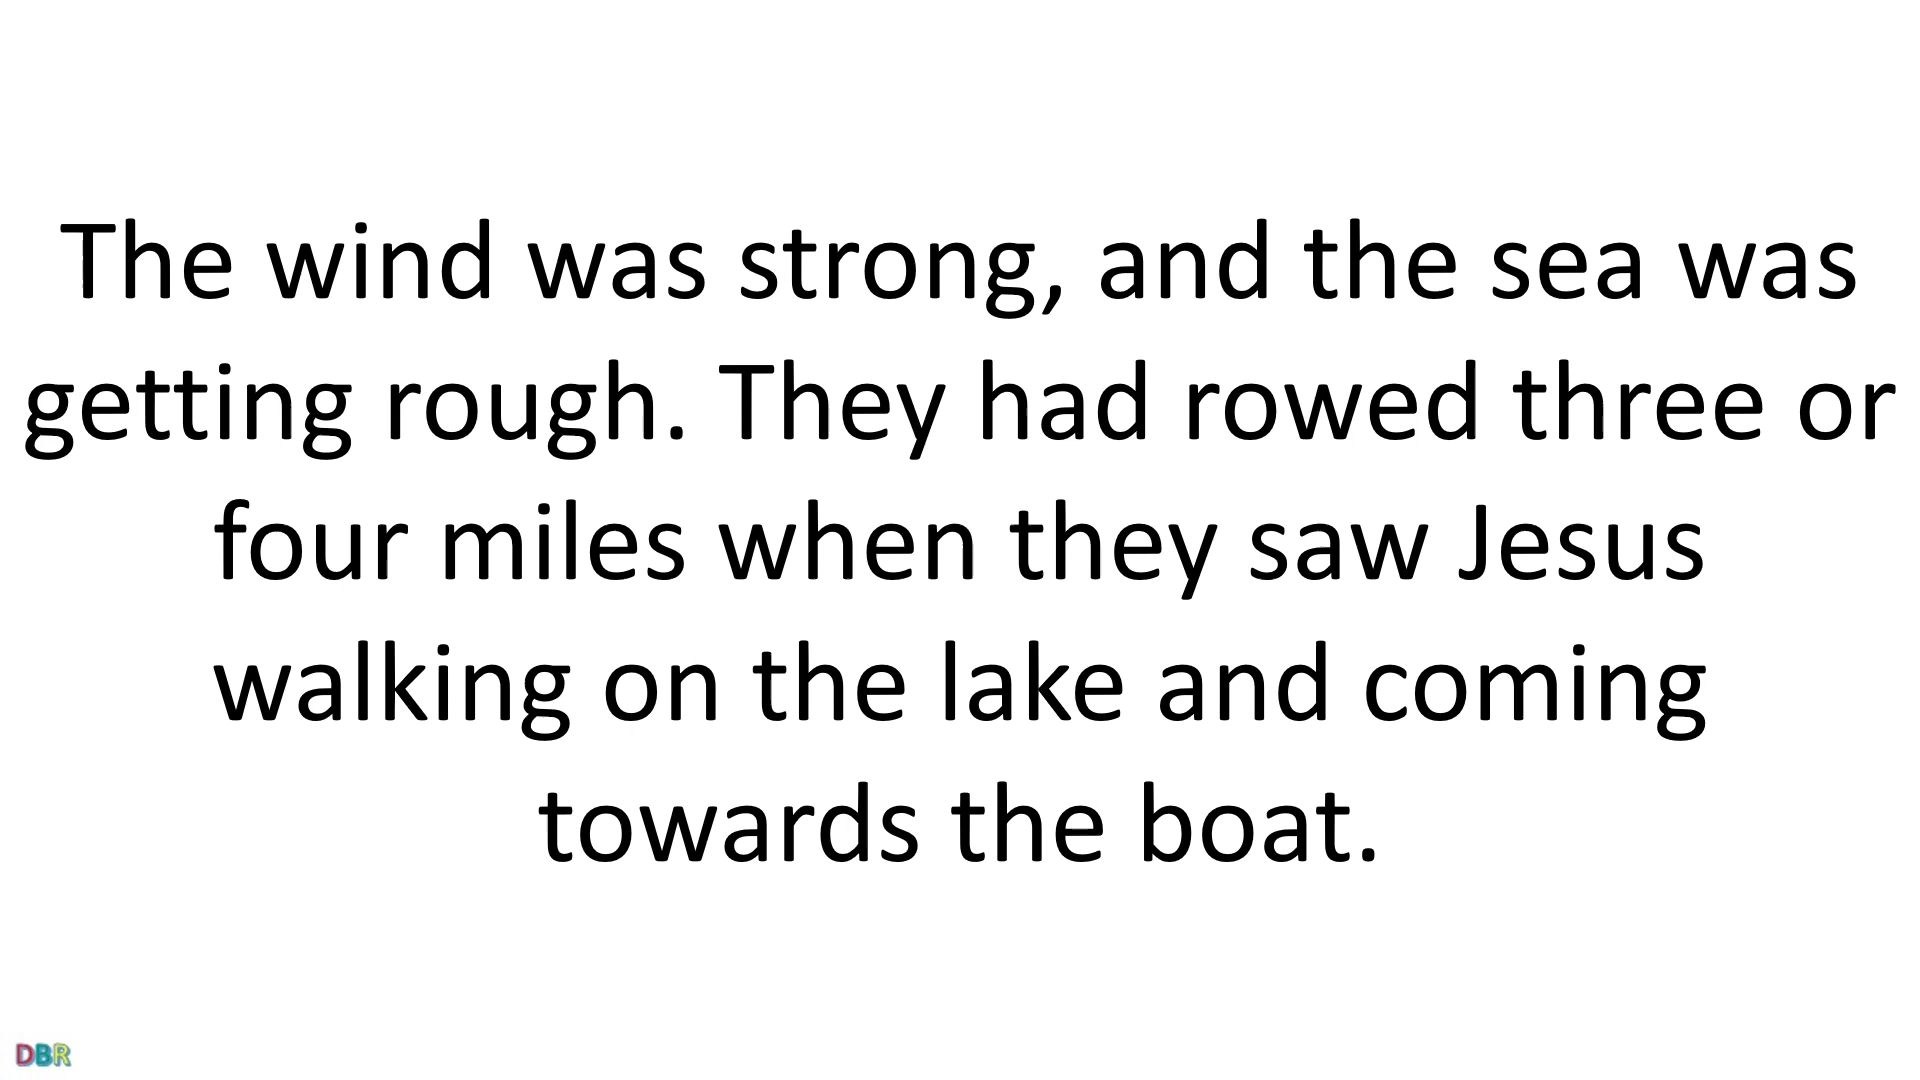 The wind was strong, and the sea was
getting rough. They had rowed three or
four miles when they saw Jesus
walking on the lake and coming
towards the boat.
DBR